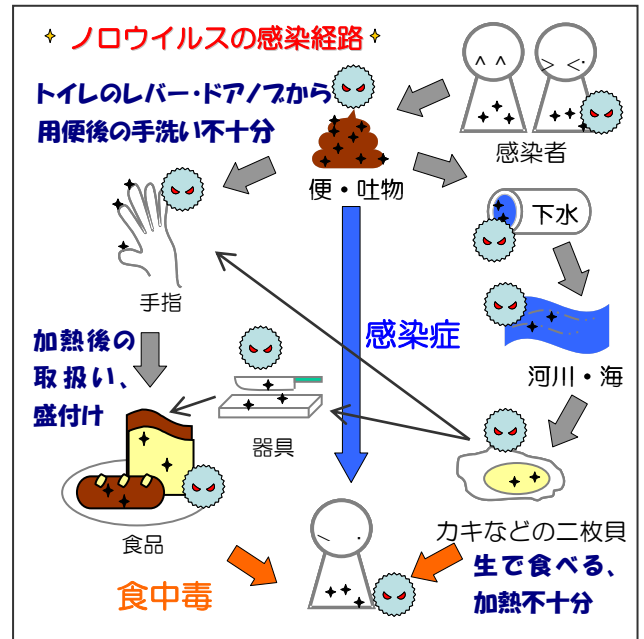 ノロウイルスの感染経路
トイレのレバー・ドアノブから
用便後の手洗い不十分
感染者
便・吐物
下水
手指
感染症
河川・海
加熱後の
取扱い、
盛付け
器具
食品
カキなどの二枚貝
食中毒
生で食べる、
加熱不十分